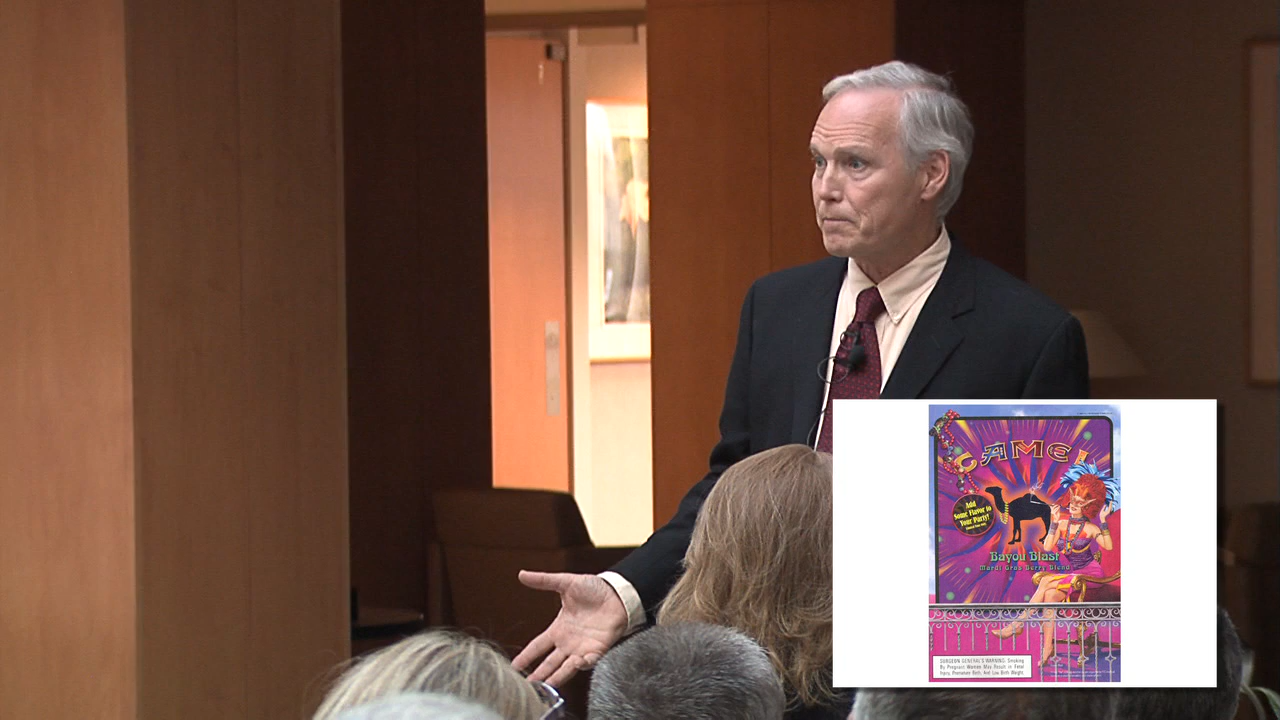 CAMEL
Add
Some Flavor to
Your Party!
Bayou Blast
Mardi Gras Berry Blend
SURGEON GENERAL'S WARNING: Smoking
By Pregnant Women May Result in Fetal
Injury, Premature Birth, And Low Birth Weight.